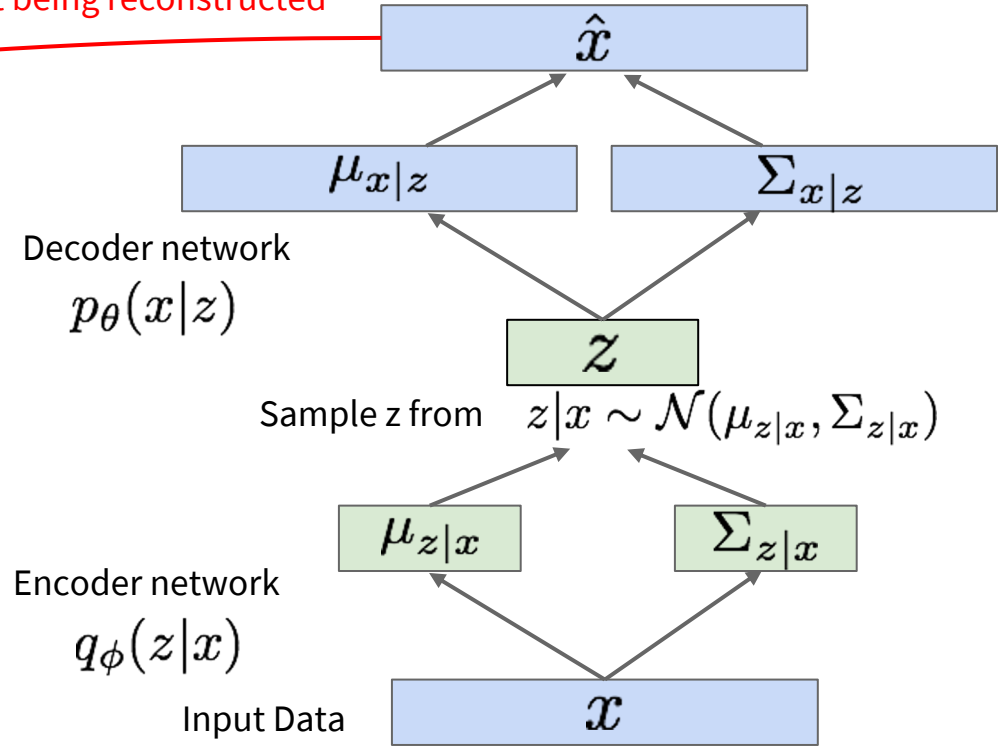 being reconstructed
x̂
μ_{x|z} Σ_{x|z}
Decoder network
p_θ(x|z)
z
Sample z from z|x ∼ 𝒩(μ_{z|x}, Σ_{z|x})
μ_{z|x} Σ_{z|x}
Encoder network
q_ϕ(z|x)
Input Data x